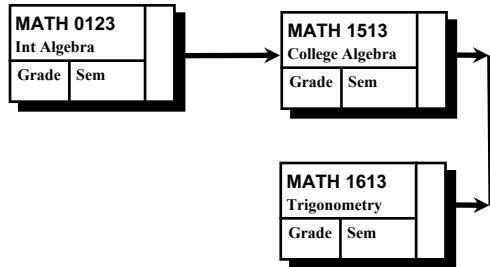 MATH 0123
Int Algebra
Grade Sem
MATH 1513
College Algebra
Grade Sem
MATH 1613
Trigonometry
Grade Sem